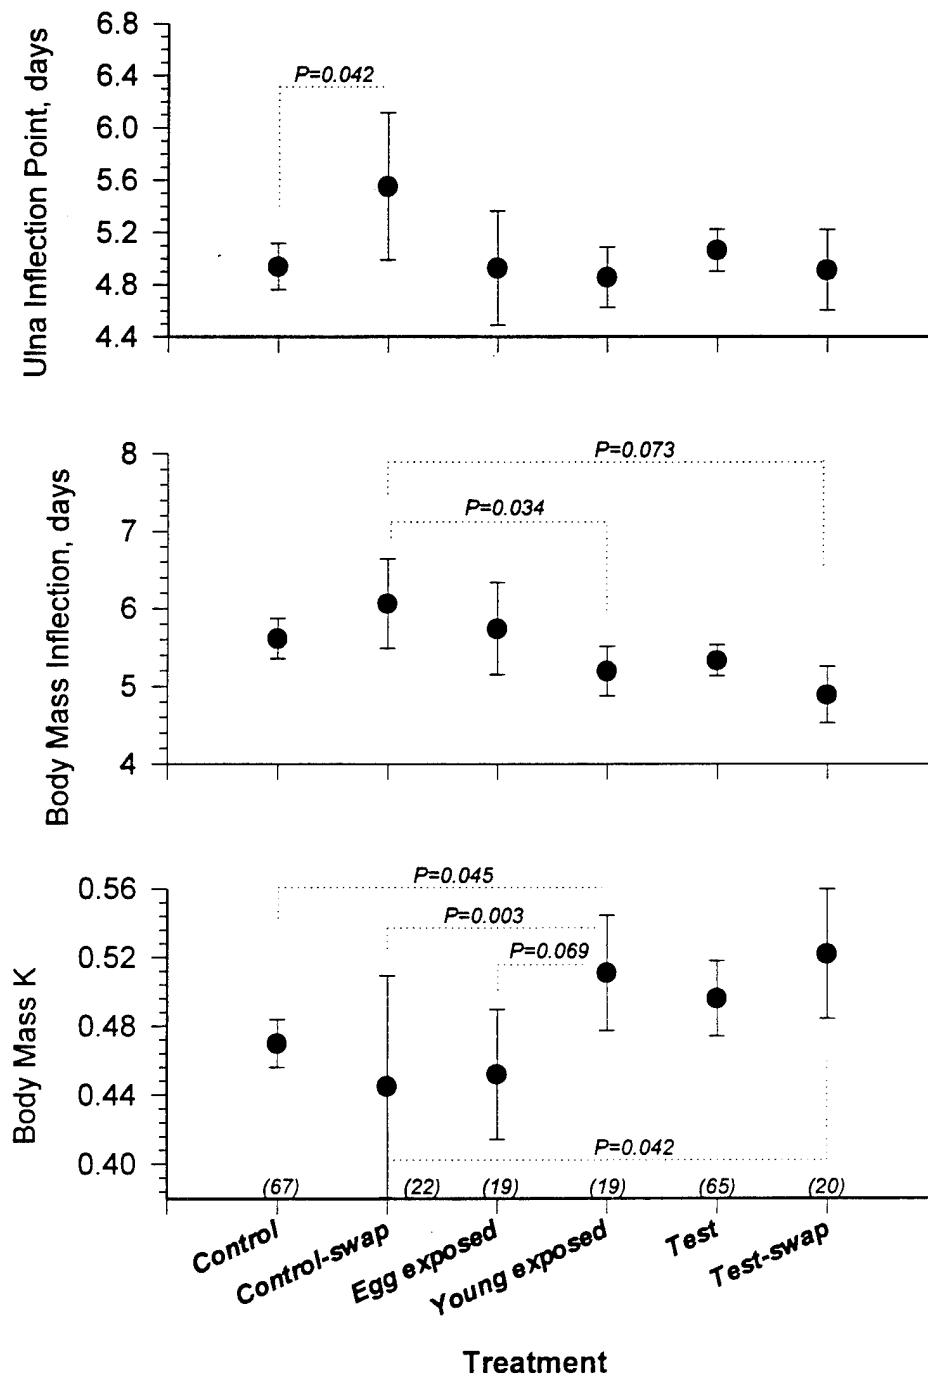 Ulna Inflection Point, days
6.8
6.4
6.0
5.6
5.2
4.8
4.4
P=0.042
Body Mass Inflection, days
8
7
6
5
4
P=0.073
P=0.034
Body Mass K
0.56
0.52
0.48
0.44
0.40
P=0.045
P=0.003
P=0.069
P=0.042
(67) (22) (19) (19) (65) (20)
Control Control-swap Egg exposed Young exposed Test Test-swap
Treatment